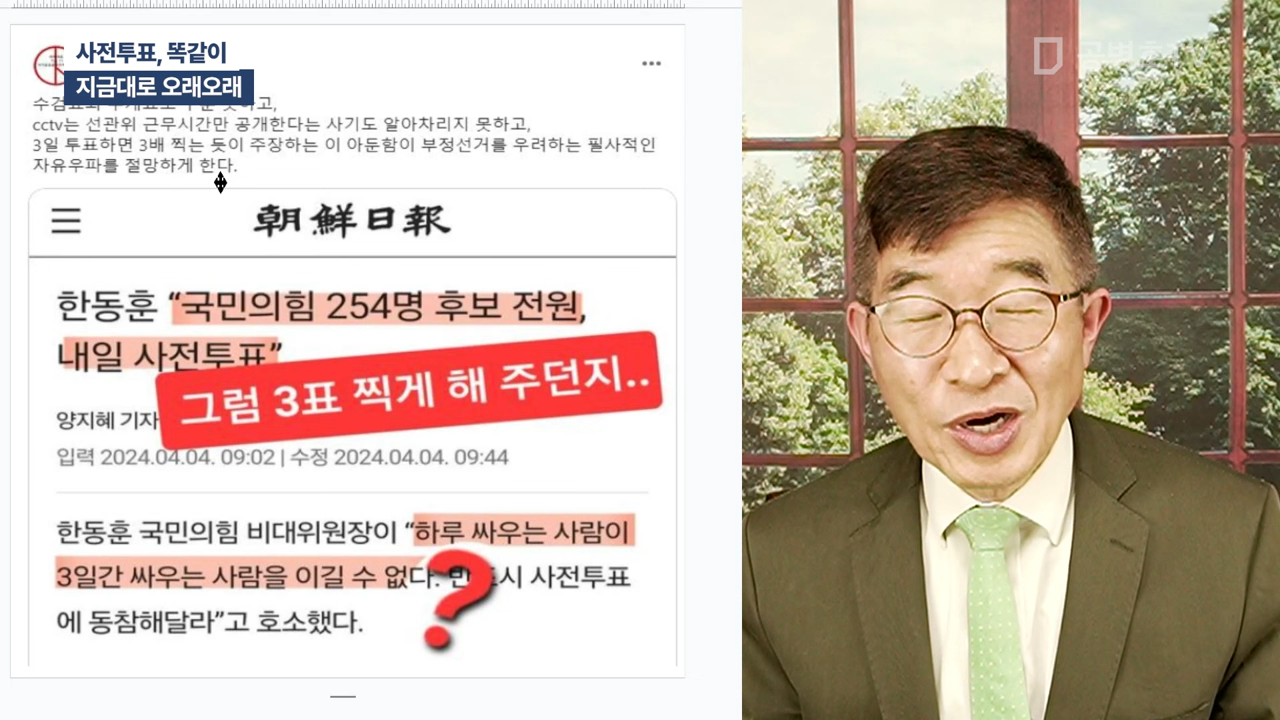 사전투표, 똑같이
지금대로 오래오래
cctv는 선관위 근무시간만 공개한다는 사기도 알아차리지 못하고,
3일 투표하면 3배 찍는 듯이 주장하는 이 아둔함이 부정선거를 우려하는 필사적인
자유우파를 절망하게 한다.
朝鮮日報
한동훈 “국민의힘 254명 후보 전원,
내일 사전투표”
그럼 3표 찍게 해 주던지..
양지혜 기자
입력 2024.04.04. 09:02 | 수정 2024.04.04. 09:44
한동훈 국민의힘 비대위원장이 “하루 싸우는 사람이
3일간 싸우는 사람을 이길 수 없다. 시 사전투표
에 동참해달라”고 호소했다.
?